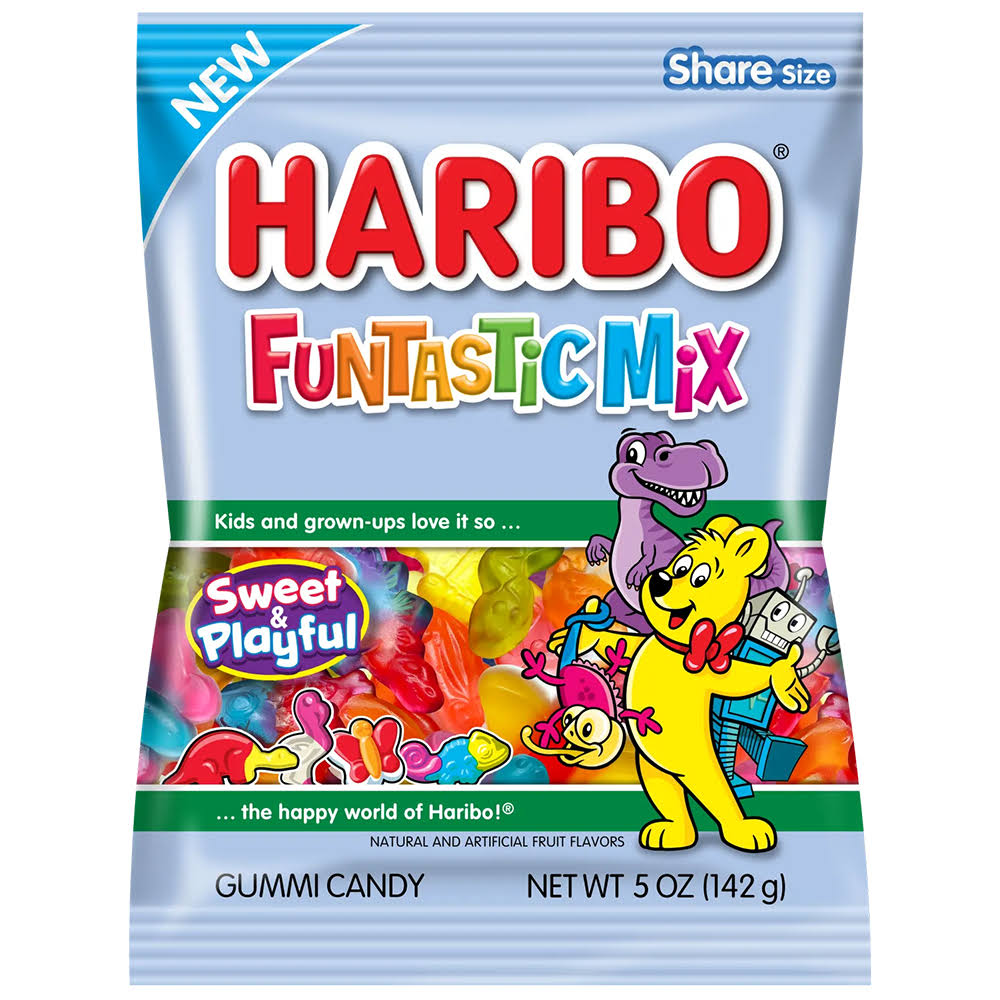 NEW
Share Size
HARIBO®
FUNTASTiC MiX
Kids and grown-ups love it so ...
Sweet
&
Playful
... the happy world of Haribo!®
NATURAL AND ARTIFICIAL FRUIT FLAVORS
GUMMI CANDY
NET WT 5 OZ (142 g)